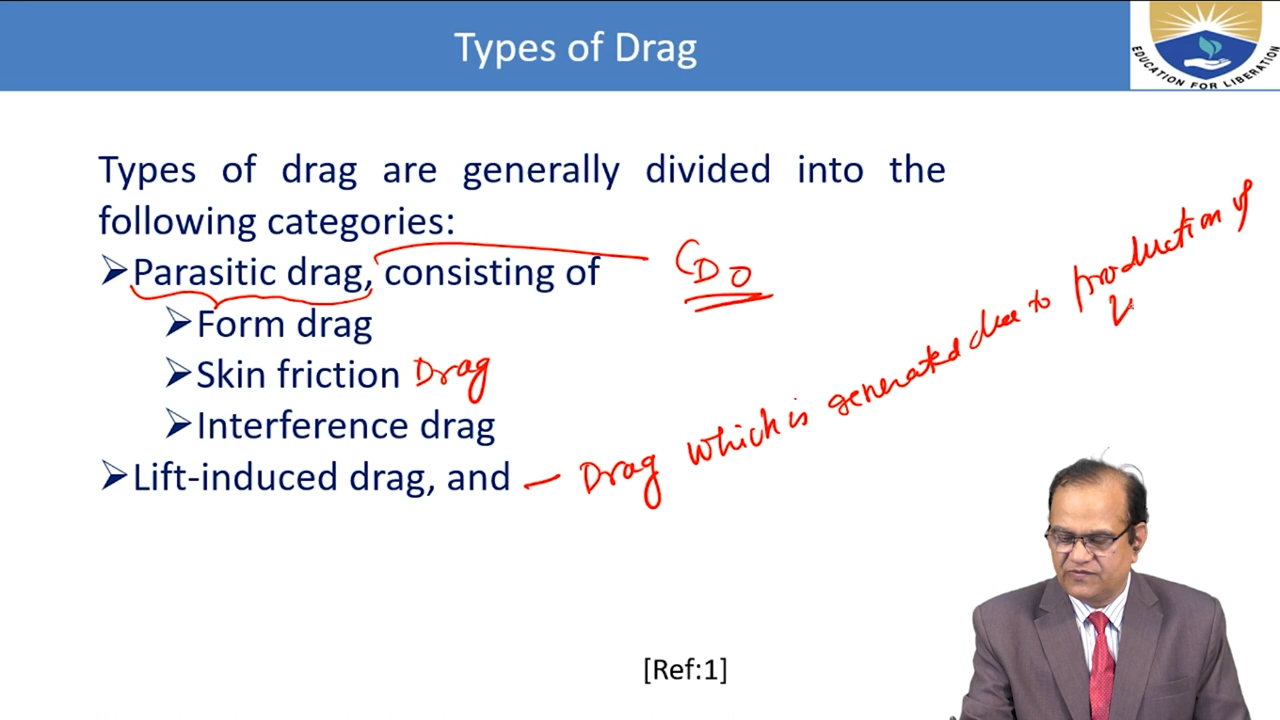 Types of Drag
EDUCATION FOR LIBERATION
Types of drag are generally divided into the
following categories:
➢Parasitic drag, consisting of C_D0
➢Form drag
➢Skin friction Drag
➢Interference drag
➢Lift-induced drag, and – Drag which is generated due to production of
[Ref:1]